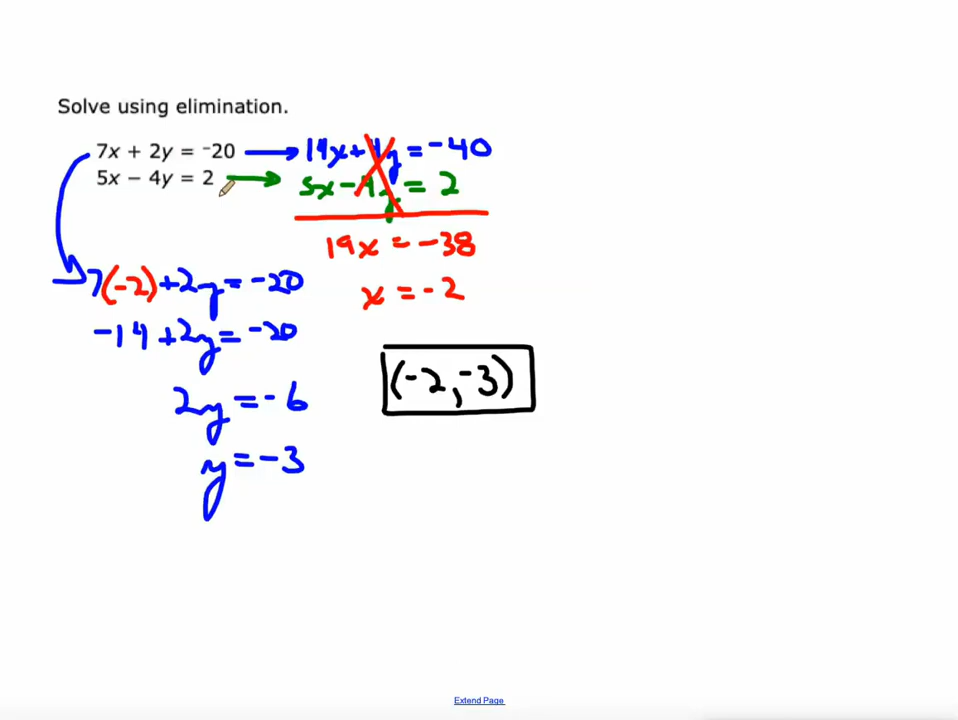 Solve using elimination.
7x + 2y = ⁻20
14x + 4y = -40
5x − 4y = 2
5x - 4y = 2
19x = -38
x = -2
7(-2) + 2y = -20
-14 + 2y = -20
2y = -6
y = -3
(-2, -3)
Extend Page